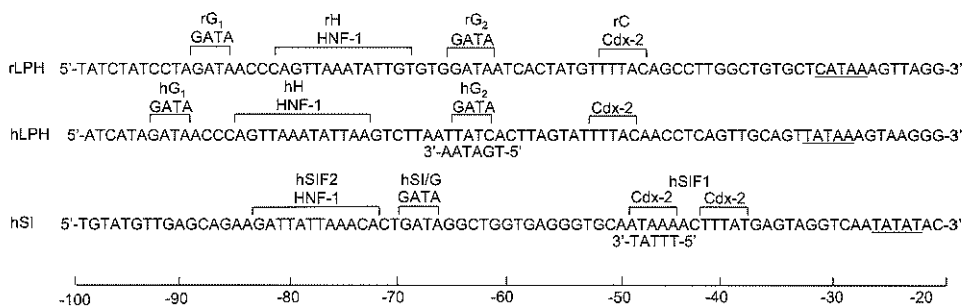 rG1 rH rG2 rC
GATA HNF-1 GATA Cdx-2
rLPH 5'-TATCTATCCTAGATAACCCAGTTAAATATTGTGTGGATAATCACTATGTTTTACAGCCTTGGCTGTGCTCATAAAGTTAGG-3'
hG1 hH hG2
GATA HNF-1 GATA Cdx-2
hLPH 5'-ATCATAGATAACCCAGTTAAATATTAAGTCTTAATTATCACTTAGTATTTTACAACCTCAGTTGCAGTTATAAAGTAAGGG-3'
3'-AATAGT-5'
hSIF2 hSI/G hSIF1
HNF-1 GATA Cdx-2 Cdx-2
hSI 5'-TGTATGTTGAGCAGAAGATTATTAAACACTGATAGGCTGGTGAGGGTGCAATAAAACTTTATGAGTAGGTCAATATATAC-3'
3'-TATTT-5'
-100 -90 -80 -70 -60 -50 -40 -30 -20